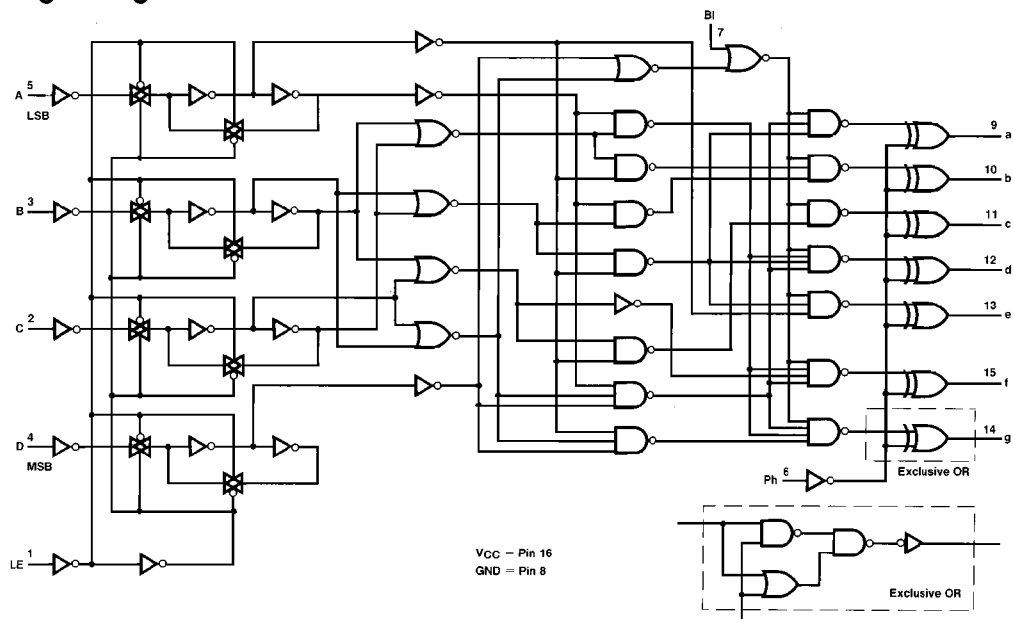 BI
7
A 5
LSB
9
a
10
b
B 3
11
c
12
d
13
e
C 2
15
f
14
g
D 4
MSB
Exclusive OR
Ph 6
LE 1
VCC – Pin 16
GND = Pin 8
Exclusive OR